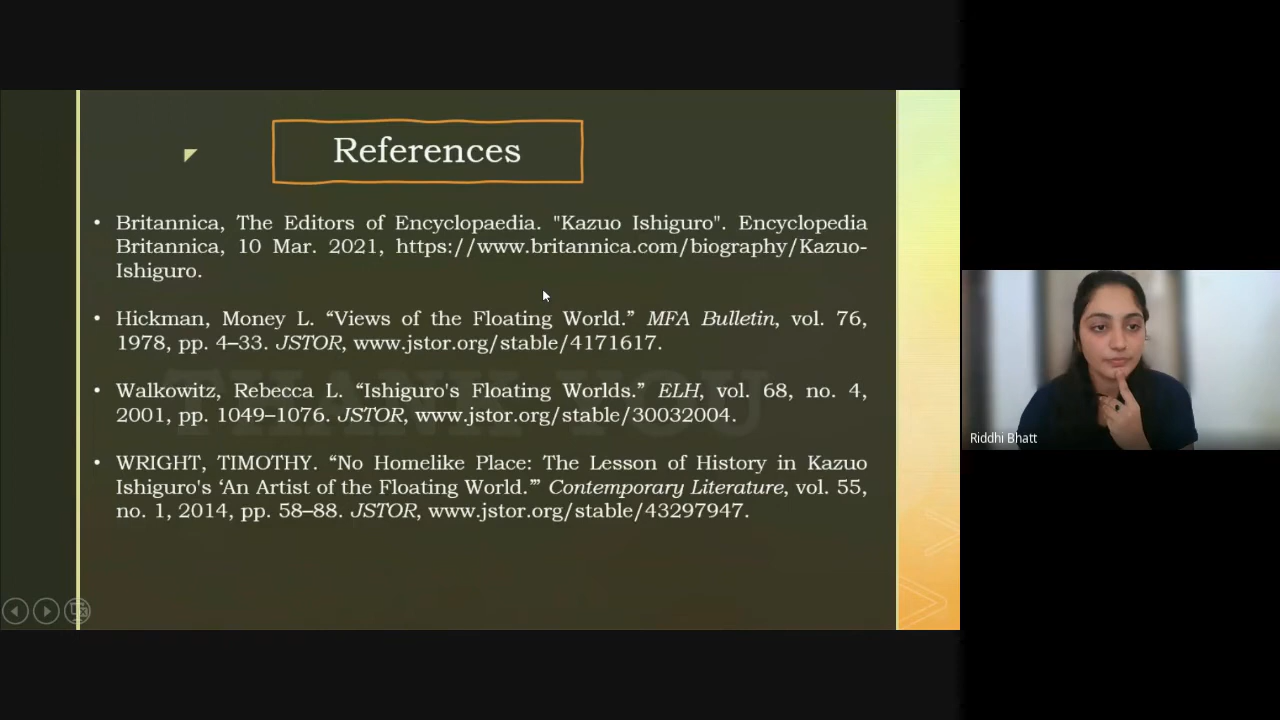 References
• Britannica, The Editors of Encyclopaedia. "Kazuo Ishiguro". Encyclopedia
Britannica, 10 Mar. 2021, https://www.britannica.com/biography/Kazuo-
Ishiguro.
• Hickman, Money L. “Views of the Floating World.” MFA Bulletin, vol. 76,
1978, pp. 4–33. JSTOR, www.jstor.org/stable/4171617.
• Walkowitz, Rebecca L. “Ishiguro's Floating Worlds.” ELH, vol. 68, no. 4,
2001, pp. 1049–1076. JSTOR, www.jstor.org/stable/30032004.
• WRIGHT, TIMOTHY. “No Homelike Place: The Lesson of History in Kazuo
Ishiguro's ‘An Artist of the Floating World.’” Contemporary Literature, vol. 55,
no. 1, 2014, pp. 58–88. JSTOR, www.jstor.org/stable/43297947.
THANK YOU
Riddhi Bhatt